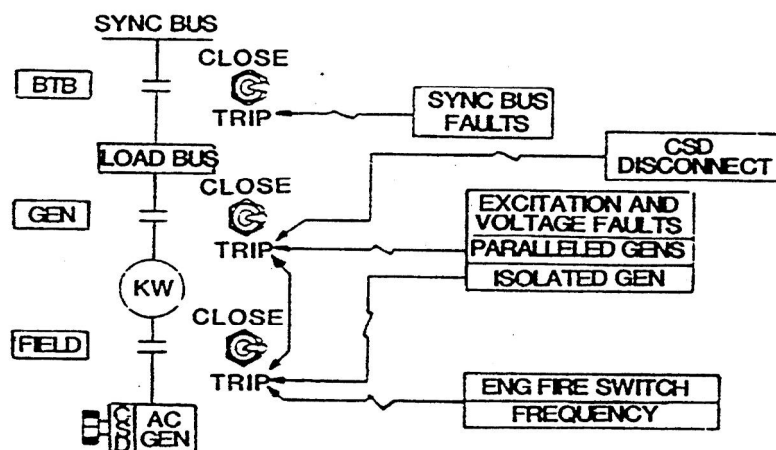 SYNC BUS
CLOSE
BTB
TRIP
SYNC BUS
FAULTS
LOAD BUS
CSD
DISCONNECT
CLOSE
GEN
TRIP
EXCITATION AND
VOLTAGE FAULTS
PARALLELED GENS
ISOLATED GEN
KW
CLOSE
FIELD
TRIP
ENG FIRE SWITCH
FREQUENCY
CSD
AC
GEN